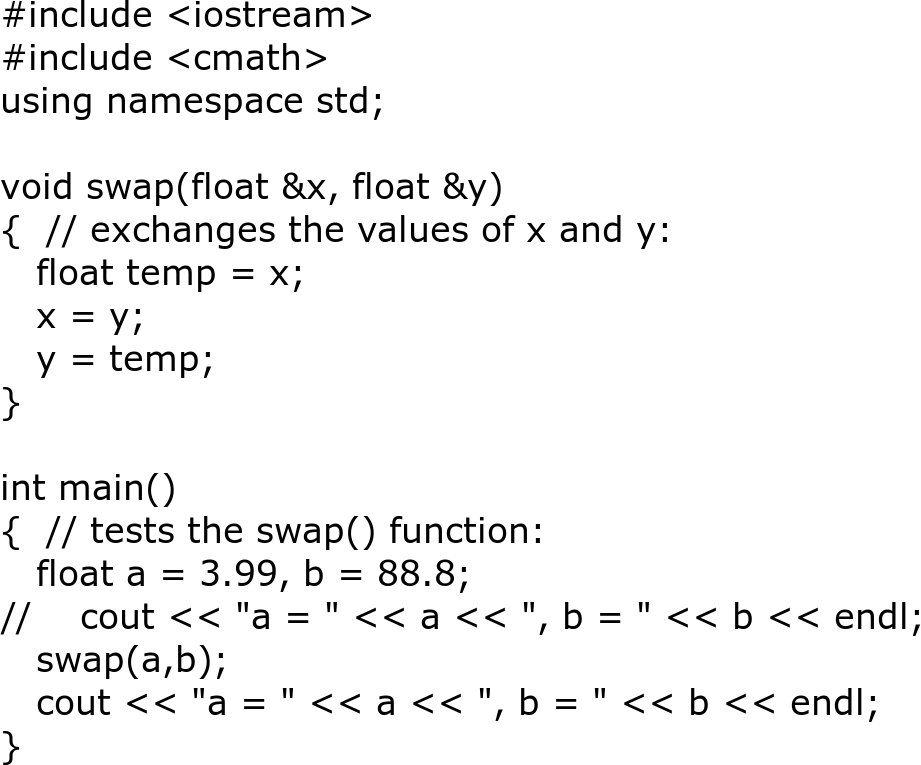 #include <iostream>
#include <cmath>
using namespace std;

void swap(float &x, float &y)
{  // exchanges the values of x and y:
   float temp = x;
   x = y;
   y = temp;
}

int main()
{  // tests the swap() function:
   float a = 3.99, b = 88.8;
//    cout << "a = " << a << ", b = " << b << endl;
   swap(a,b);
   cout << "a = " << a << ", b = " << b << endl;
}